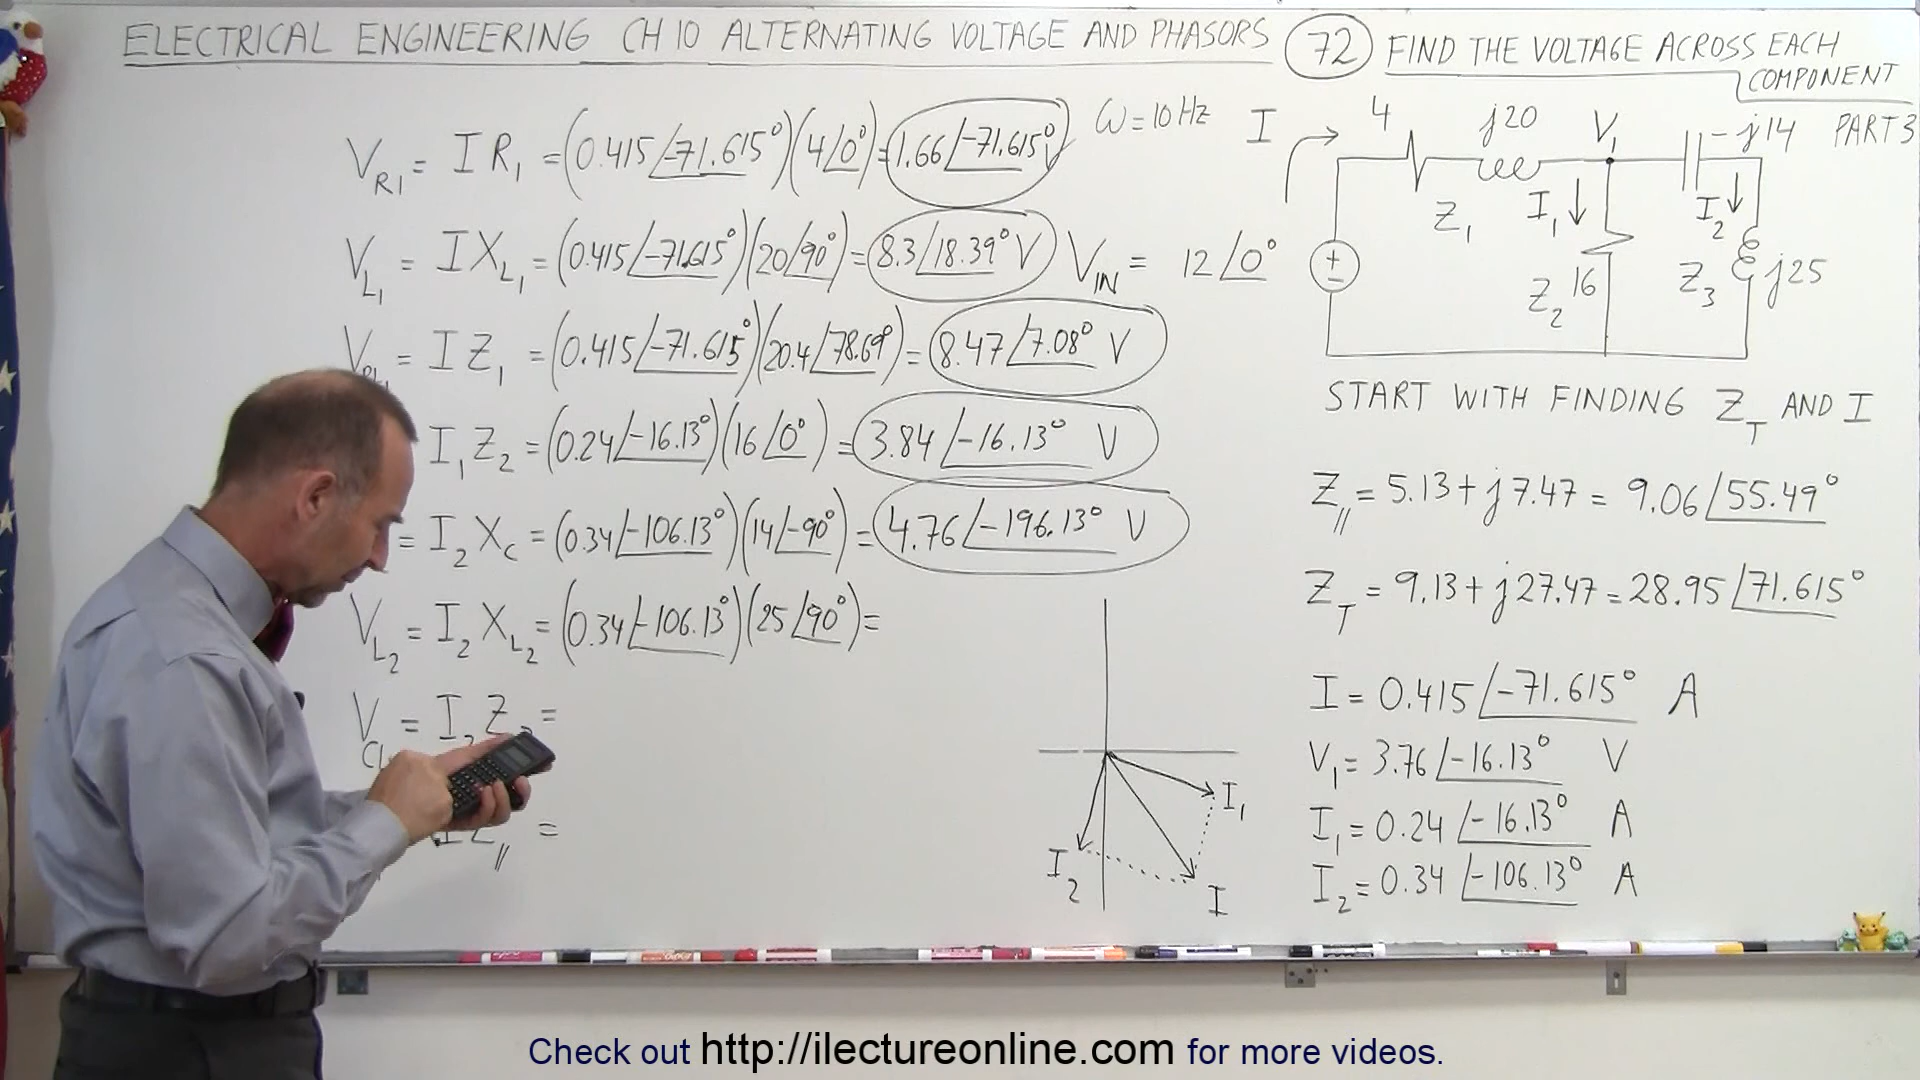 ELECTRICAL ENGINEERING CH 10 ALTERNATING VOLTAGE AND PHASORS (72) FIND THE VOLTAGE ACROSS EACH COMPONENT
PART 3
V_R1 = I R_1 = (0.415 /-71.615°)(4 /0°) = 1.66 /-71.615° V
V_L1 = I X_L1 = (0.415 /-71.615°)(20 /90°) = 8.3 /18.39° V
= I Z_1 = (0.415 /-71.615°)(20.4 /78.69°) = 8.47 /7.08° V
I_1 Z_2 = (0.24 /-16.13°)(16 /0°) = 3.84 /-16.13° V
= I_2 X_C = (0.34 /-106.13°)(14 /-90°) = 4.76 /-196.13° V
V_L2 = I_2 X_L2 = (0.34 /-106.13°)(25 /90°) =
V = I_2 Z =
I Z_// =
ω = 10 Hz
V_IN = 12 /0°
I
4
j20
V_1
-j14
Z_1
I_1
I_2
+
-
Z_2
16
Z_3
j25
START WITH FINDING Z_T AND I
Z_// = 5.13 + j 7.47 = 9.06 /55.49°
Z_T = 9.13 + j 27.47 = 28.95 /71.615°
I = 0.415 /-71.615° A
V_1 = 3.76 /-16.13° V
I_1 = 0.24 /-16.13° A
I_2 = 0.34 /-106.13° A
I_1
I_2
I
Check out http://ilectureonline.com for more videos.